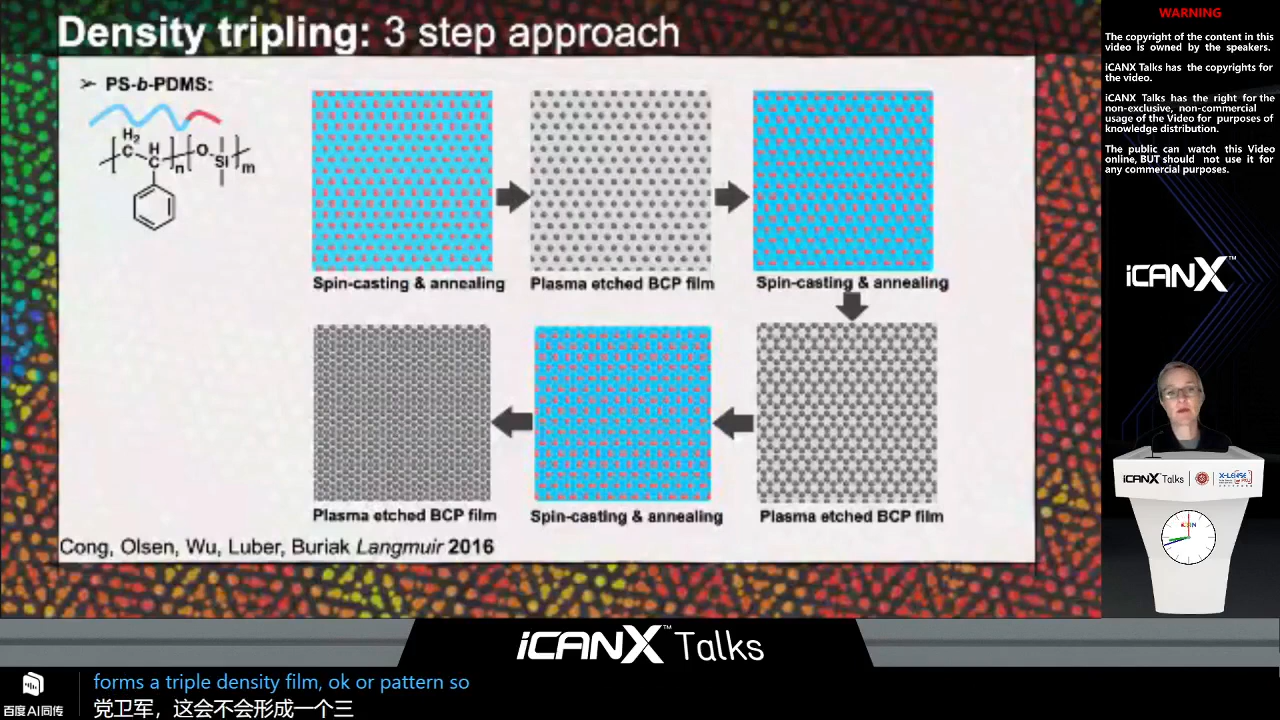 Density tripling: 3 step approach
➢ PS-b-PDMS:
H2
C
H
C
n
O
Si
m
Spin-casting & annealing
Plasma etched BCP film
Spin-casting & annealing
Plasma etched BCP film
Spin-casting & annealing
Plasma etched BCP film
Cong, Olsen, Wu, Luber, Buriak Langmuir 2016
WARNING
The copyright of the content in this
video is owned by the speakers.
iCANX Talks has the copyrights for
the video.
iCANX Talks has the right for the
non-exclusive, non-commercial
usage of the Video for purposes of
knowledge distribution.
The public can watch this Video
online, BUT should not use it for
any commercial purposes.
iCANX™
iCANX Talks
iCANX™ Talks
百度AI同传
forms a triple density film, ok or pattern so
党卫军，这会不会形成一个三